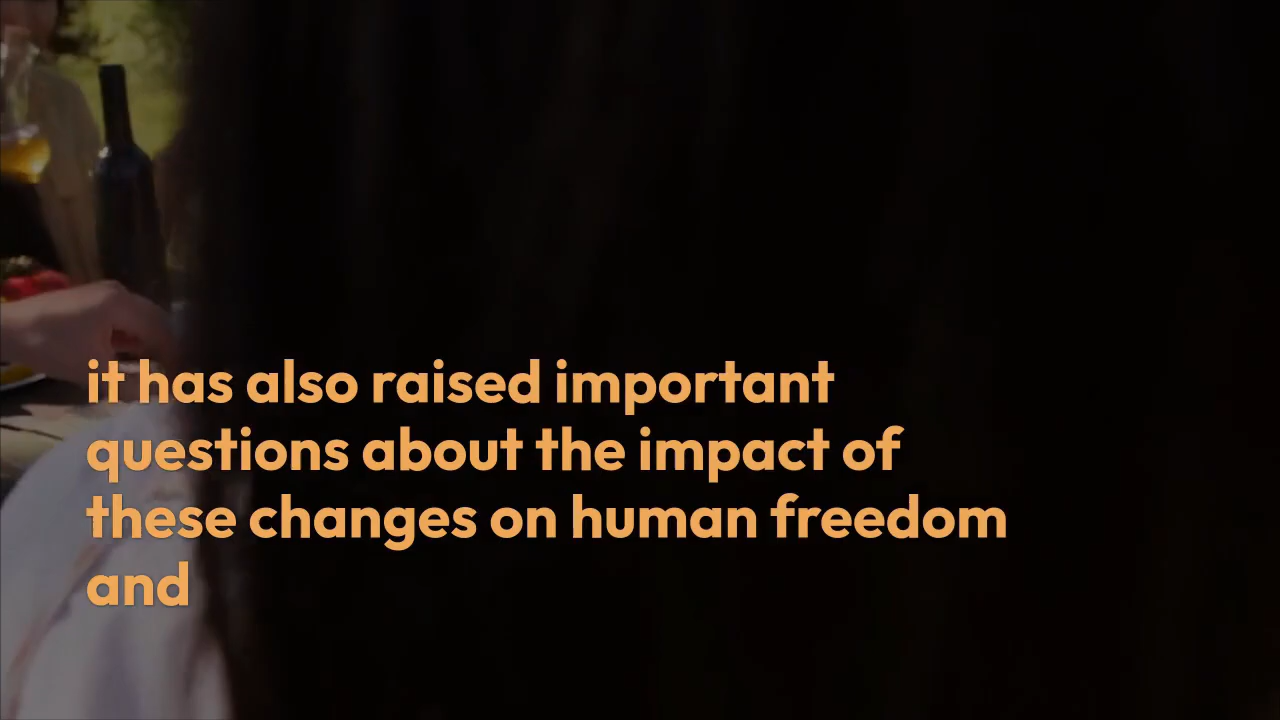 it has also raised important
questions about the impact of
these changes on human freedom
and